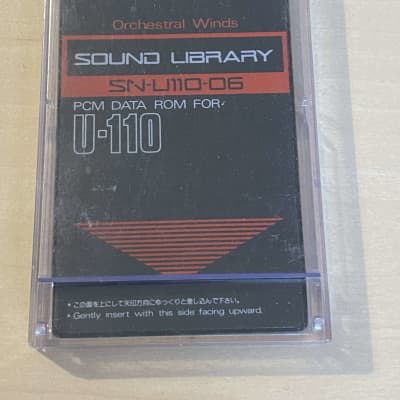 Orchestral Winds
SOUND LIBRARY
SN-U110-06
PCM DATA ROM FOR
U-110
• この面を上にして矢印方向にゆっくりと差し込んで下さい。
• Gently insert with this side facing upward.